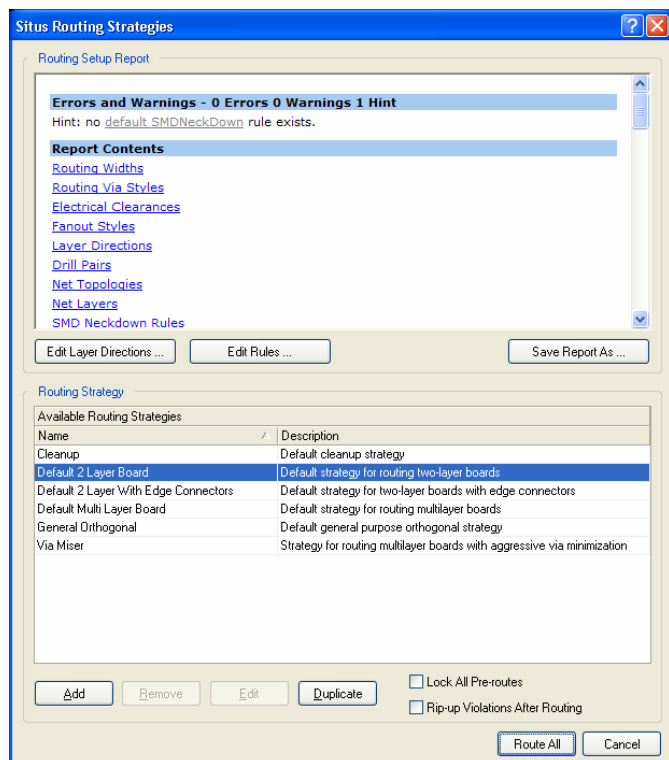 Situs Routing Strategies
Routing Setup Report
Errors and Warnings - 0 Errors 0 Warnings 1 Hint
Hint: no default SMDNeckDown rule exists.
Report Contents
Routing Widths
Routing Via Styles
Electrical Clearances
Fanout Styles
Layer Directions
Drill Pairs
Net Topologies
Net Layers
SMD Neckdown Rules
Edit Layer Directions ... Edit Rules ... Save Report As ...
Routing Strategy
Available Routing Strategies
Name Description
Cleanup Default cleanup strategy
Default 2 Layer Board Default strategy for routing two-layer boards
Default 2 Layer With Edge Connectors Default strategy for two-layer boards with edge connectors
Default Multi Layer Board Default strategy for routing multilayer boards
General Orthogonal Default general purpose orthogonal strategy
Via Miser Strategy for routing multilayer boards with aggressive via minimization
Add Remove Edit Duplicate Lock All Pre-routes
Rip-up Violations After Routing
Route All Cancel